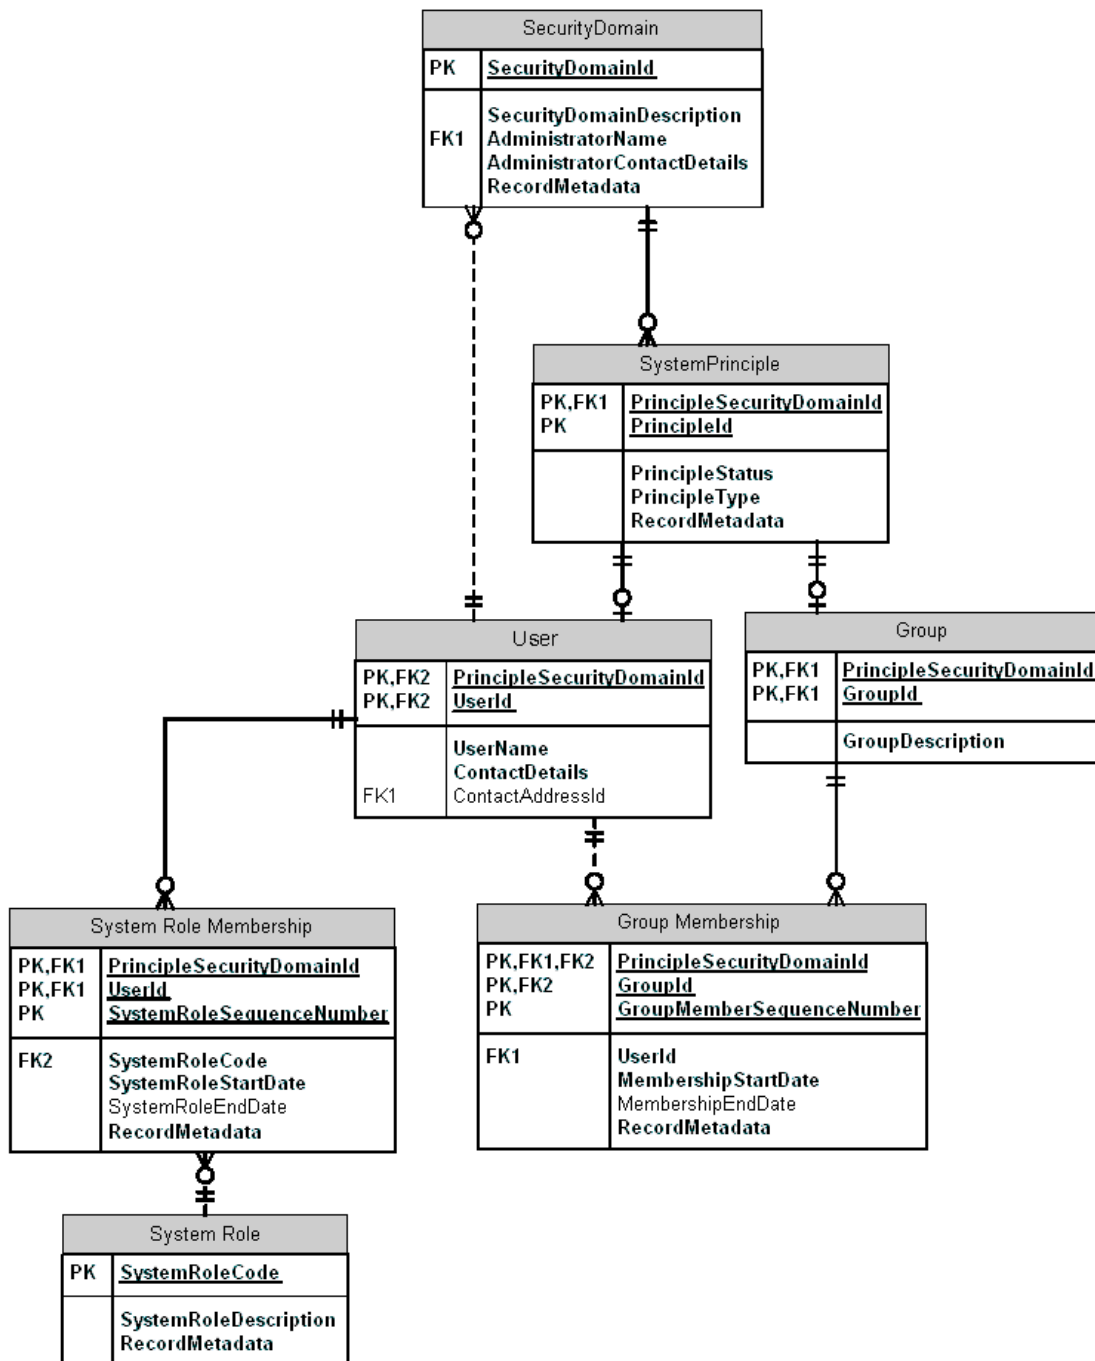 SecurityDomain
PK SecurityDomainId
SecurityDomainDescription
FK1 AdministratorName
AdministratorContactDetails
RecordMetadata
SystemPrinciple
PK,FK1 PrincipleSecurityDomainId
PK PrincipleId
PrincipleStatus
PrincipleType
RecordMetadata
User
PK,FK2 PrincipleSecurityDomainId
PK,FK2 UserId
UserName
ContactDetails
FK1 ContactAddressId
Group
PK,FK1 PrincipleSecurityDomainId
PK,FK1 GroupId
GroupDescription
System Role Membership
PK,FK1 PrincipleSecurityDomainId
PK,FK1 UserId
PK SystemRoleSequenceNumber
FK2 SystemRoleCode
SystemRoleStartDate
SystemRoleEndDate
RecordMetadata
Group Membership
PK,FK1,FK2 PrincipleSecurityDomainId
PK,FK2 GroupId
PK GroupMemberSequenceNumber
FK1 UserId
MembershipStartDate
MembershipEndDate
RecordMetadata
System Role
PK SystemRoleCode
SystemRoleDescription
RecordMetadata